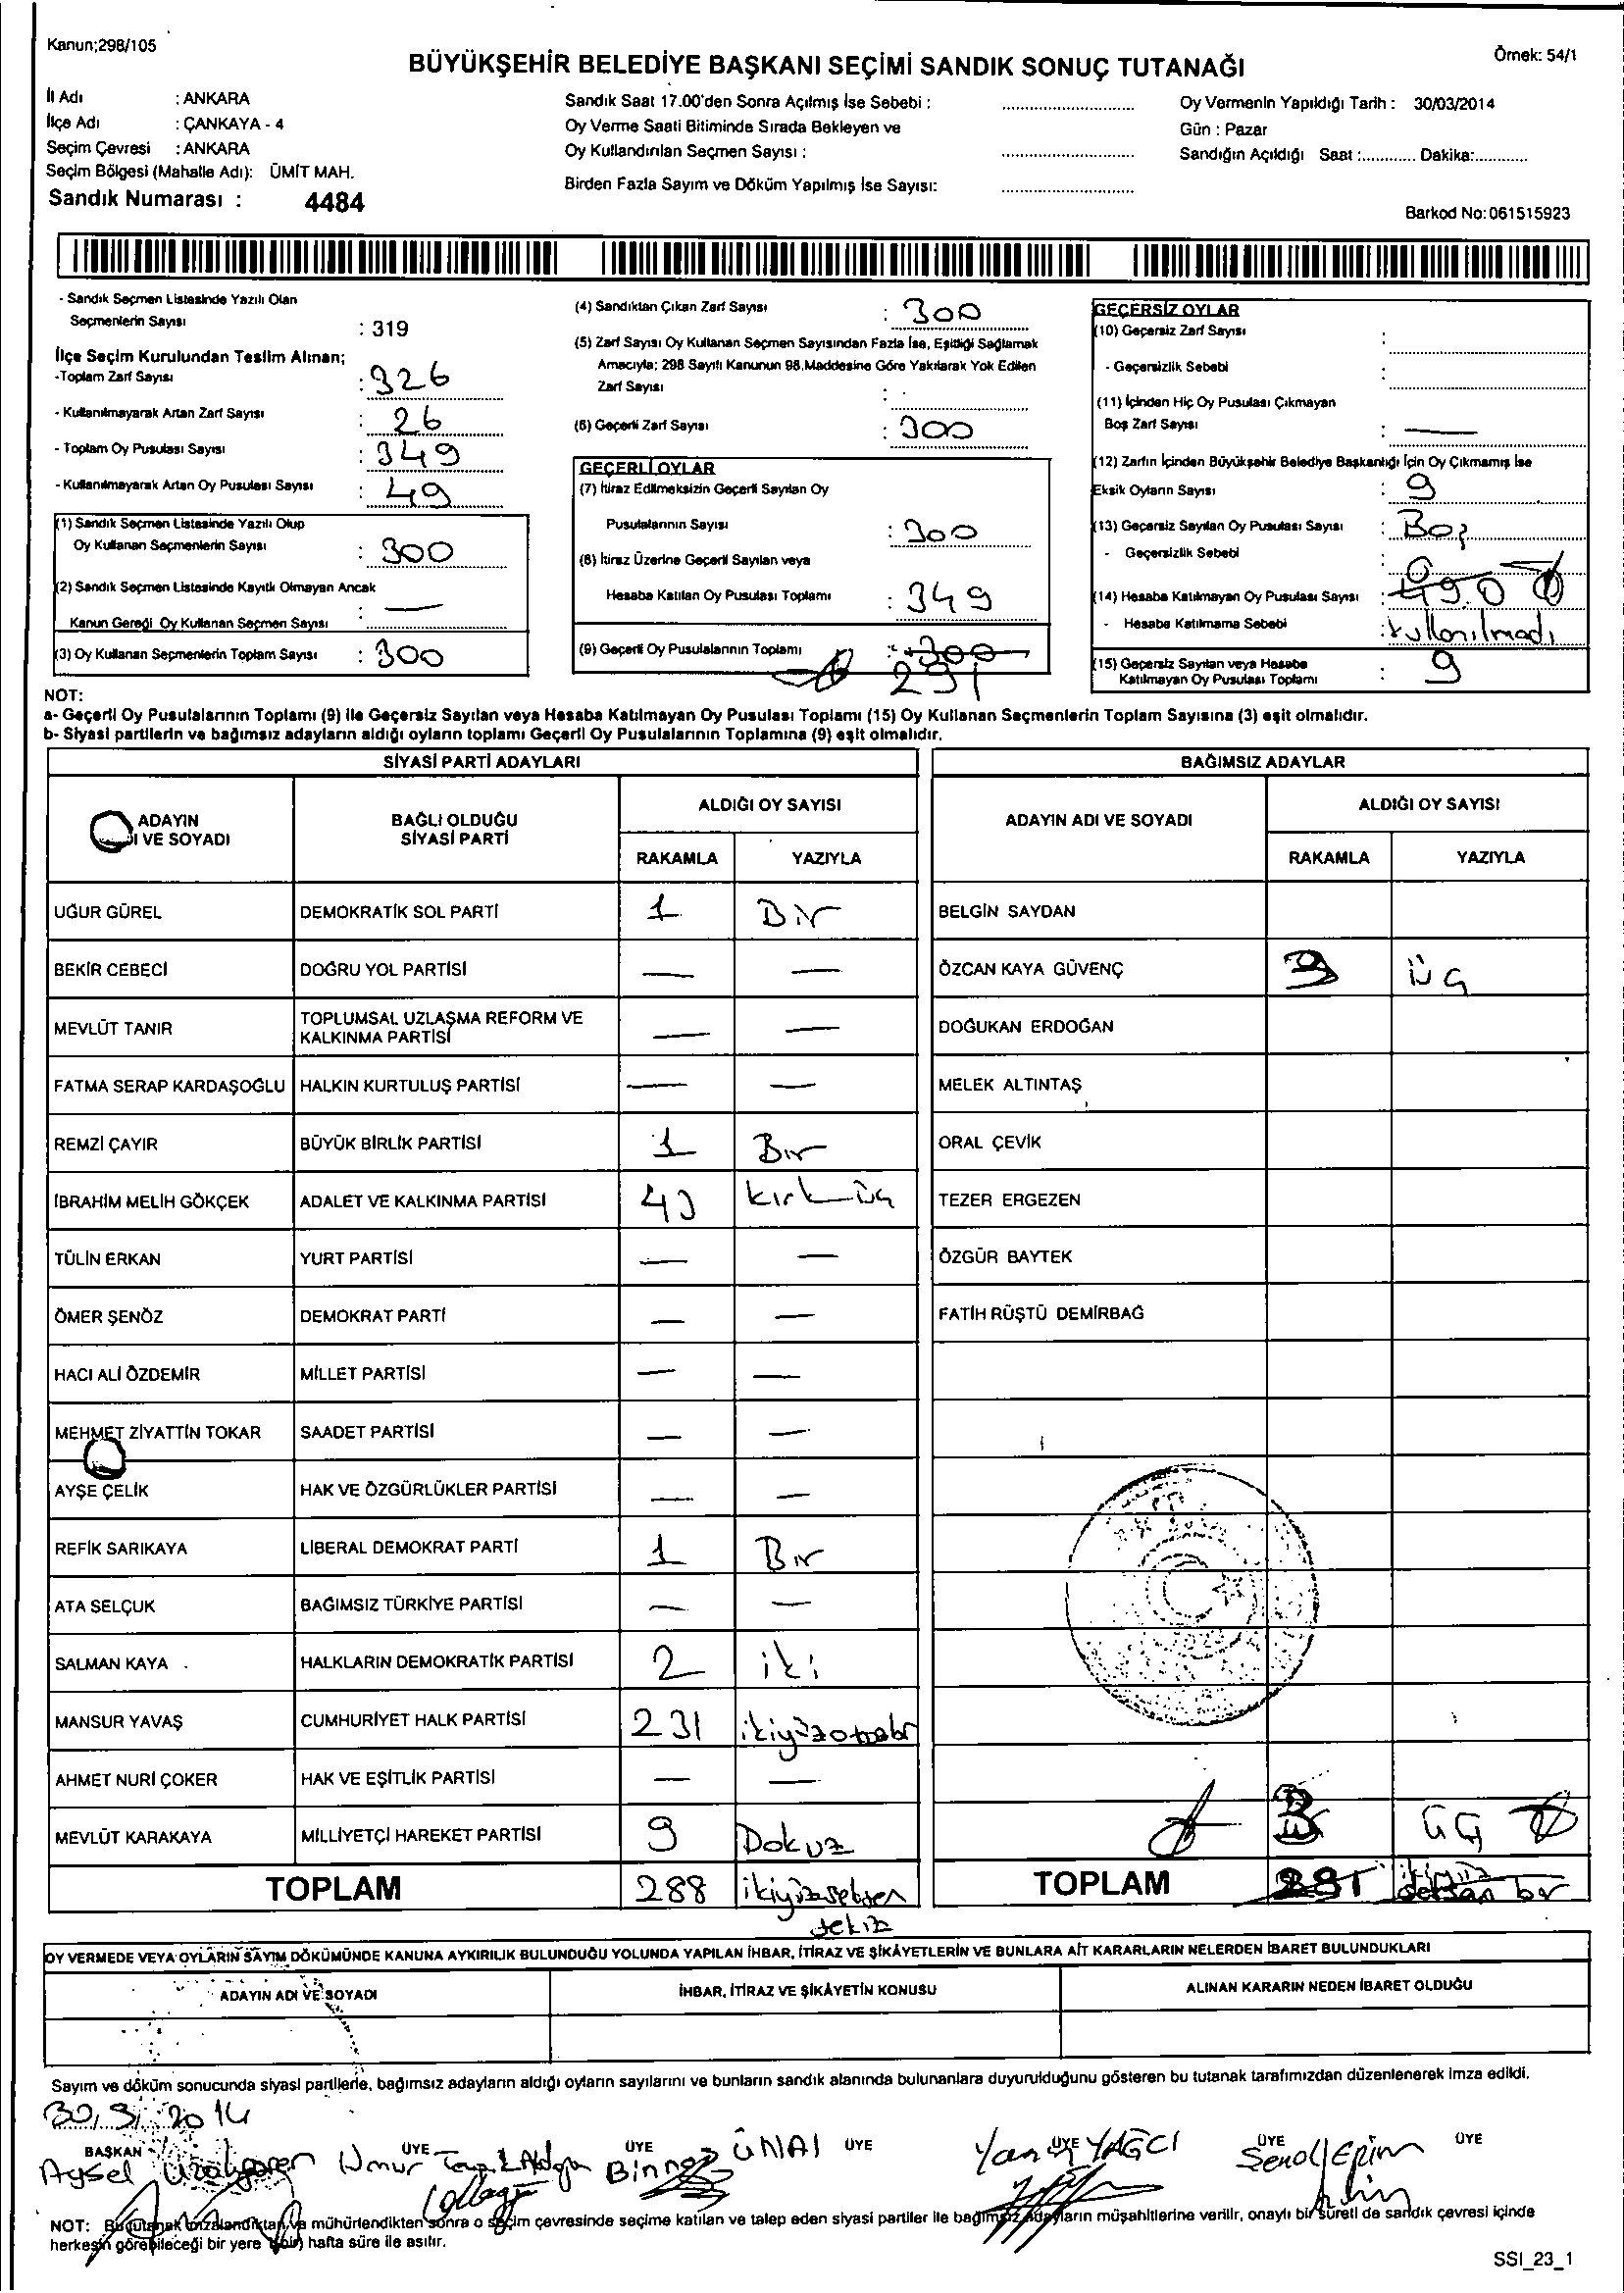 Kanun;298/105
BÜYÜKŞEHİR BELEDİYE BAŞKANI SEÇİMİ SANDIK SONUÇ TUTANAĞI
Örnek: 54/1
İl Adı : ANKARA
İlçe Adı : ÇANKAYA - 4
Seçim Çevresi : ANKARA
Seçim Bölgesi (Mahalle Adı): ÜMİT MAH.
Sandık Numarası : 4484
Sandık Saat 17.00'den Sonra Açılmış İse Sebebi :
Oy Verme Saati Bitiminde Sırada Bekleyen ve
Oy Kullandırılan Seçmen Sayısı :
Birden Fazla Sayım ve Döküm Yapılmış İse Sayısı:
Oy Vermenin Yapıldığı Tarih : 30/03/2014
Gün : Pazar
Sandığın Açıldığı Saat :............ Dakika:............
Barkod No:061515923
- Sandık Seçmen Listesinde Yazılı Olan
Seçmenlerin Sayısı : 319
İlçe Seçim Kurulundan Teslim Alınan;
-Toplam Zarf Sayısı : 326
- Kullanılmayarak Artan Zarf Sayısı : 26
- Toplam Oy Pusulası Sayısı : 349
- Kullanılmayarak Artan Oy Pusulası Sayısı : 49
(1) Sandık Seçmen Listesinde Yazılı Olup
Oy Kullanan Seçmenlerin Sayısı : 300
(2) Sandık Seçmen Listesinde Kayıtlı Olmayan Ancak
Kanun Gereği Oy Kullanan Seçmen Sayısı : —
(3) Oy Kullanan Seçmenlerin Toplam Sayısı : 300
(4) Sandıktan Çıkan Zarf Sayısı : 300
(5) Zarf Sayısı Oy Kullanan Seçmen Sayısından Fazla İse, Eşitliği Sağlamak
Amacıyla; 298 Sayılı Kanunun 98.Maddesine Göre Yakılarak Yok Edilen
Zarf Sayısı :
(6) Geçerli Zarf Sayısı : 300
GEÇERLİ OYLAR
(7) İtiraz Edilmeksizin Geçerli Sayılan Oy
Pusulalarının Sayısı : 300
(8) İtiraz Üzerine Geçerli Sayılan veya
Hesaba Katılan Oy Pusulası Toplamı : 349
(9) Geçerli Oy Pusulalarının Toplamı : 300
291
GEÇERSİZ OYLAR
(10) Geçersiz Zarf Sayısı :
- Geçersizlik Sebebi :
(11) İçinden Hiç Oy Pusulası Çıkmayan
Boş Zarf Sayısı : —
(12) Zarfın İçinden Büyükşehir Belediye Başkanlığı İçin Oy Çıkmamış İse
Eksik Oyların Sayısı : 9
(13) Geçersiz Sayılan Oy Pusulası Sayısı : Boş
- Geçersizlik Sebebi : 0
(14) Hesaba Katılmayan Oy Pusulası Sayısı : 49.0
- Hesaba Katılmama Sebebi : kullanılmadı
(15) Geçersiz Sayılan veya Hesaba
Katılmayan Oy Pusulası Toplamı : 9
NOT:
a- Geçerli Oy Pusulalarının Toplamı (9) ile Geçersiz Sayılan veya Hesaba Katılmayan Oy Pusulası Toplamı (15) Oy Kullanan Seçmenlerin Toplam Sayısına (3) eşit olmalıdır.
b- Siyasi partilerin ve bağımsız adayların aldığı oyların toplamı Geçerli Oy Pusulalarının Toplamına (9) eşit olmalıdır.
SİYASİ PARTİ ADAYLARI
ADAYIN
I VE SOYADI
BAĞLI OLDUĞU
SİYASİ PARTİ
ALDIĞI OY SAYISI
RAKAMLA YAZIYLA
UĞUR GÜREL DEMOKRATİK SOL PARTİ 1 Bir
BEKİR CEBECİ DOĞRU YOL PARTİSİ — —
MEVLÜT TANIR TOPLUMSAL UZLAŞMA REFORM VE
KALKINMA PARTİSİ — —
FATMA SERAP KARDAŞOĞLU HALKIN KURTULUŞ PARTİSİ — —
REMZİ ÇAYIR BÜYÜK BİRLİK PARTİSİ 1 Bir
İBRAHİM MELİH GÖKÇEK ADALET VE KALKINMA PARTİSİ 43 kırk üç
TÜLİN ERKAN YURT PARTİSİ — —
ÖMER ŞENÖZ DEMOKRAT PARTİ — —
HACI ALİ ÖZDEMİR MİLLET PARTİSİ — —
MEHMET ZİYATTİN TOKAR SAADET PARTİSİ — —
AYŞE ÇELİK HAK VE ÖZGÜRLÜKLER PARTİSİ — —
REFİK SARIKAYA LİBERAL DEMOKRAT PARTİ 1 Bir
ATA SELÇUK BAĞIMSIZ TÜRKİYE PARTİSİ — —
SALMAN KAYA HALKLARIN DEMOKRATİK PARTİSİ 2 iki
MANSUR YAVAŞ CUMHURİYET HALK PARTİSİ 231 ikiyüzotuzbir
AHMET NURİ ÇOKER HAK VE EŞİTLİK PARTİSİ — —
MEVLÜT KARAKAYA MİLLİYETÇİ HAREKET PARTİSİ 9 Dokuz
TOPLAM 288 ikiyüzseksen
sekiz
BAĞIMSIZ ADAYLAR
ADAYIN ADI VE SOYADI
ALDIĞI OY SAYISI
RAKAMLA YAZIYLA
BELGİN SAYDAN
ÖZCAN KAYA GÜVENÇ 3 üç
DOĞUKAN ERDOĞAN
MELEK ALTINTAŞ
ORAL ÇEVİK
TEZER ERGEZEN
ÖZGÜR BAYTEK
FATİH RÜŞTÜ DEMİRBAĞ
3 üç
TOPLAM 291
OY VERMEDE VEYA OYLARIN SAYIM DÖKÜMÜNDE KANUNA AYKIRILIK BULUNDUĞU YOLUNDA YAPILAN İHBAR, İTİRAZ VE ŞİKÂYETLERİN VE BUNLARA AİT KARARLARIN NELERDEN İBARET BULUNDUKLARI
ADAYIN ADI VE SOYADI
İHBAR, İTİRAZ VE ŞİKÂYETİN KONUSU
ALINAN KARARIN NEDEN İBARET OLDUĞU
Sayım ve döküm sonucunda siyasi partilerle, bağımsız adayların aldığı oyların sayılarını ve bunların sandık alanında bulunanlara duyurulduğunu gösteren bu tutanak tarafımızdan düzenlenerek imza edildi.
30.3.2014
BAŞKAN ÜYE ÜYE ÜYE ÜYE ÜYE ÜYE
Aysel Umur Binnaz ÜNAL YAĞCI Şenol Erim
NOT: Bu tutanak imzalandıktan ve mühürlendikten sonra o seçim çevresinde seçime katılan ve talep eden siyasi partiler ile bağımsız adayların müşahitlerine verilir, onaylı bir sureti de sandık çevresi içinde
herkesin görebileceği bir yere (bir) hafta süre ile asılır.
SSI_23_1